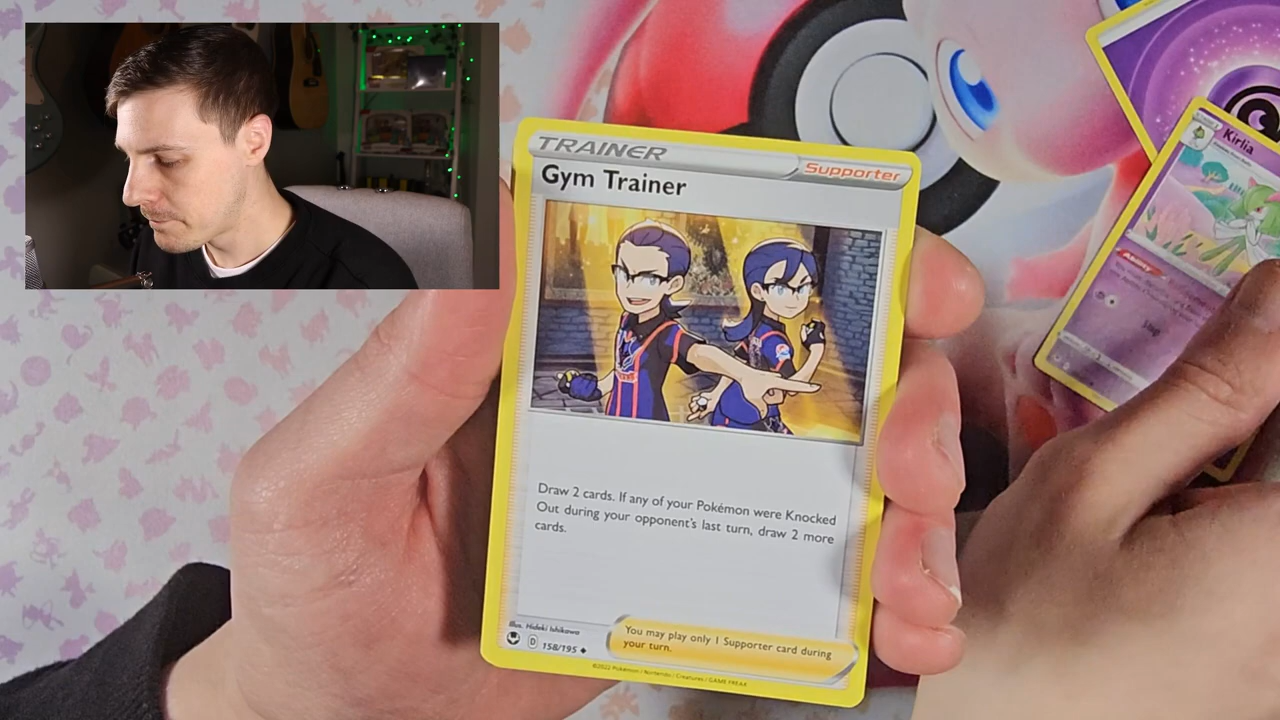 TRAINER
Supporter
Gym Trainer
Draw 2 cards. If any of your Pokémon were Knocked
Out during your opponent's last turn, draw 2 more
cards.
Illus. Hideki Ishikawa
D 158/195
You may play only 1 Supporter card during
your turn.
©2022 Pokémon / Nintendo / Creatures / GAME FREAK
Kirlia
Ability
Slap